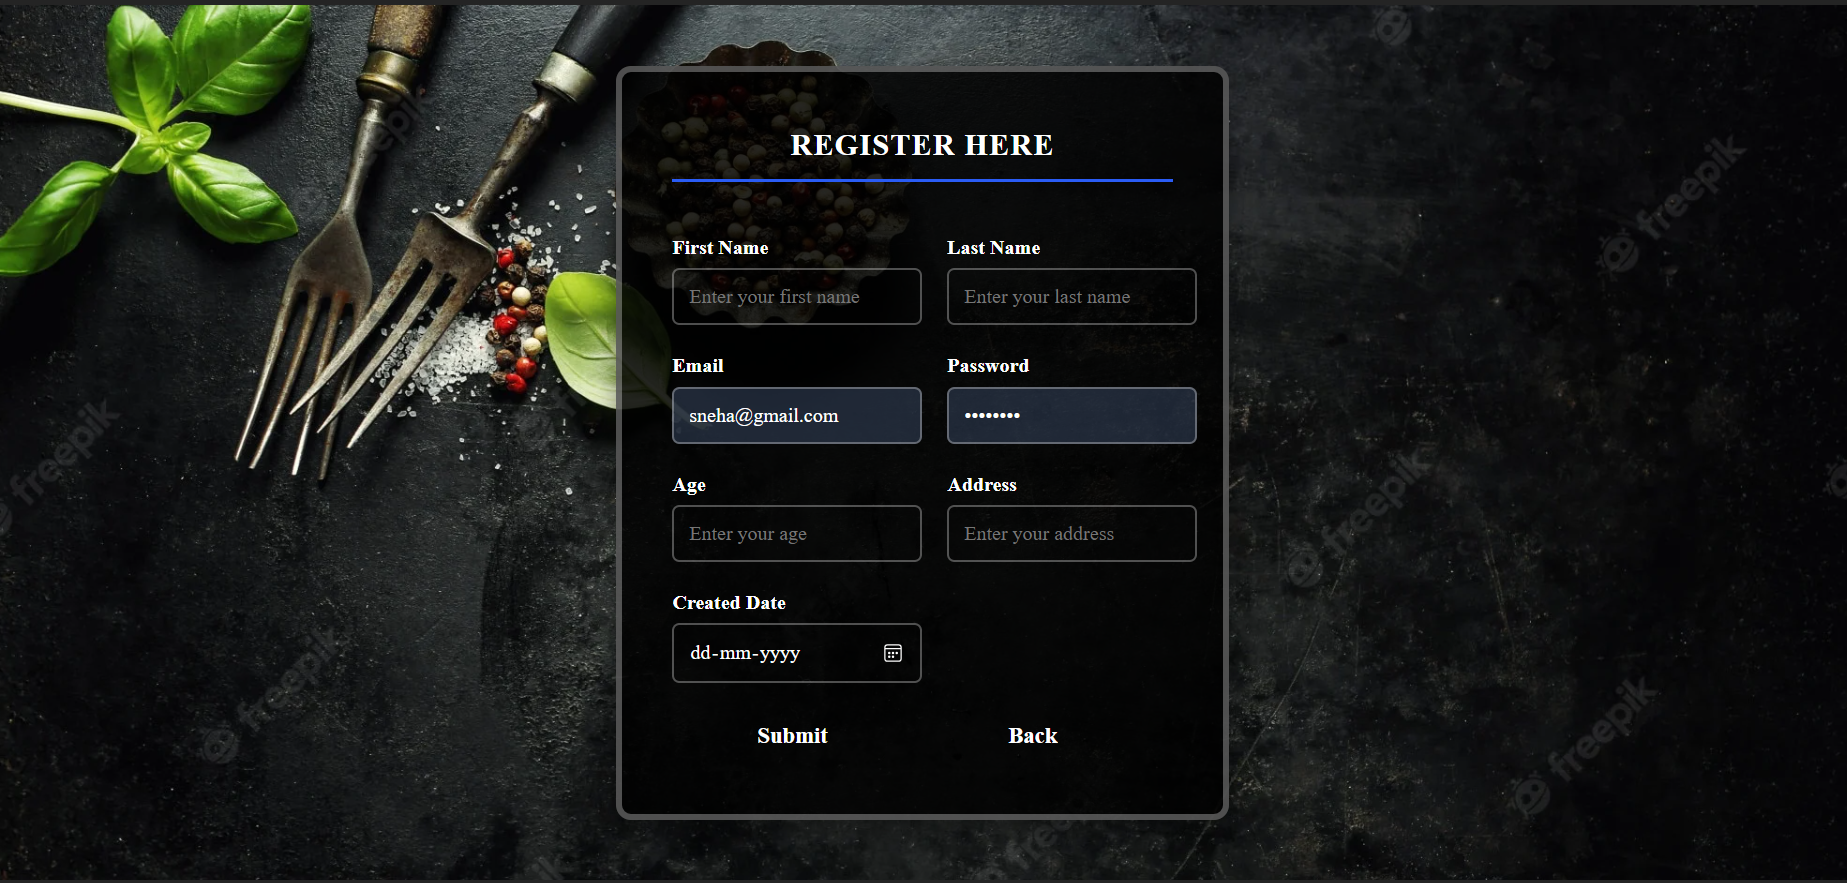 REGISTER HERE
First Name
Last Name
Enter your first name
Enter your last name
Email
Password
sneha@gmail.com
••••••••
Age
Address
Enter your age
Enter your address
Created Date
dd-mm-yyyy
Submit
Back
freepik
freepik
freepik
freepik
freepik
freepik